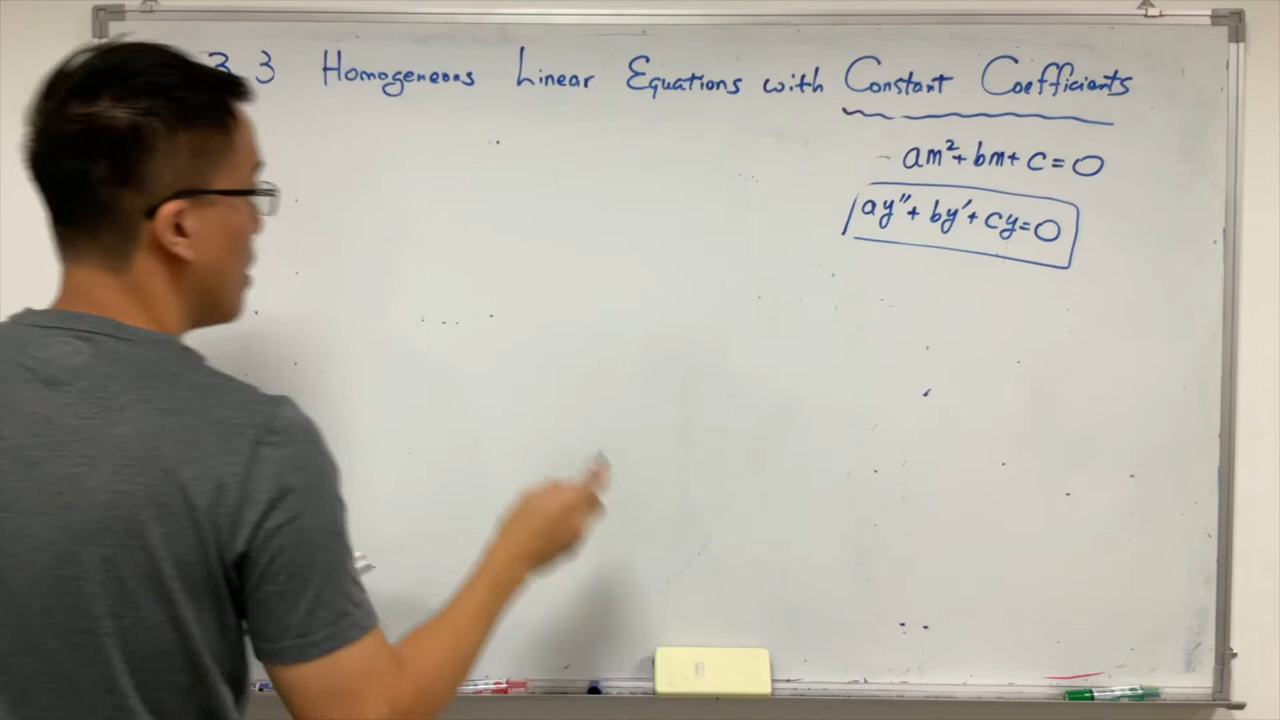 3.3 Homogeneous Linear Equations with Constant Coefficients
am²+bm+c=0
ay''+by'+cy=0